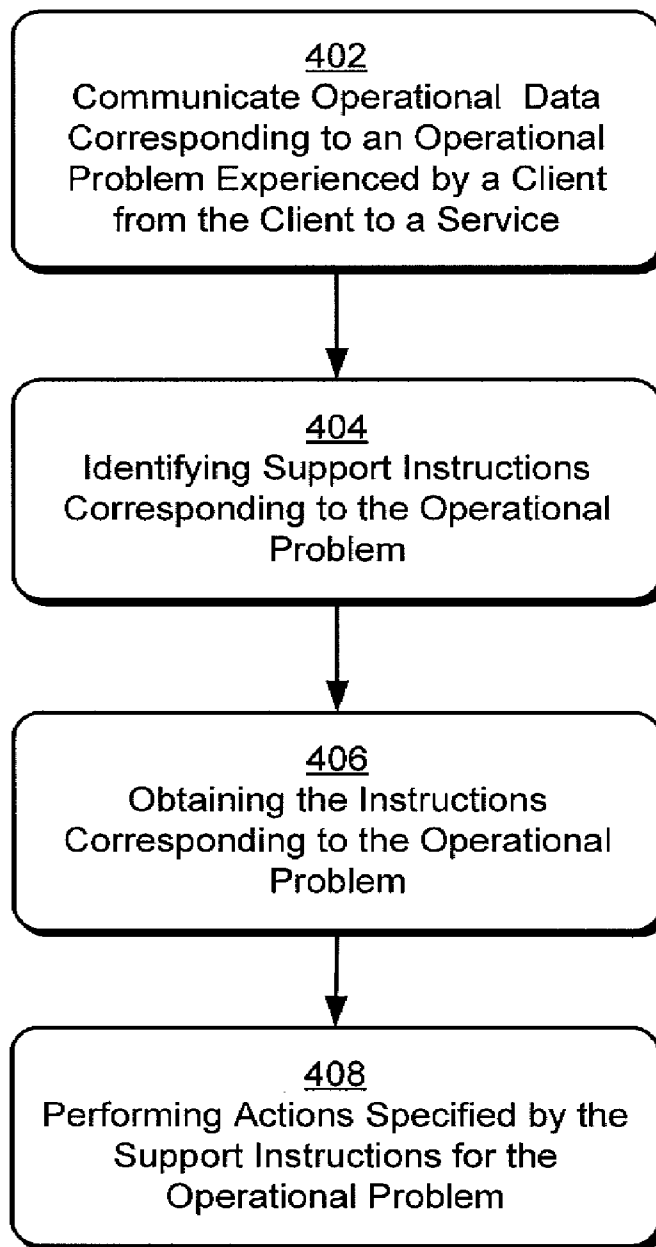 402
Communicate Operational Data
Corresponding to an Operational
Problem Experienced by a Client
from the Client to a Service
404
Identifying Support Instructions
Corresponding to the Operational
Problem
406
Obtaining the Instructions
Corresponding to the Operational
Problem
408
Performing Actions Specified by the
Support Instructions for the
Operational Problem